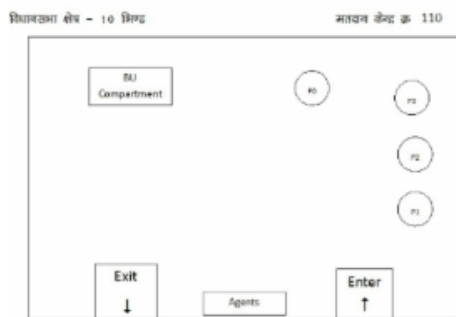 विधानसभा क्षेत्र - 10 भिण्ड
मतदान केन्द्र क्र 110
BU
Compartment
P0
P3
P2
P1
Exit
↓
Agents
Enter
↑